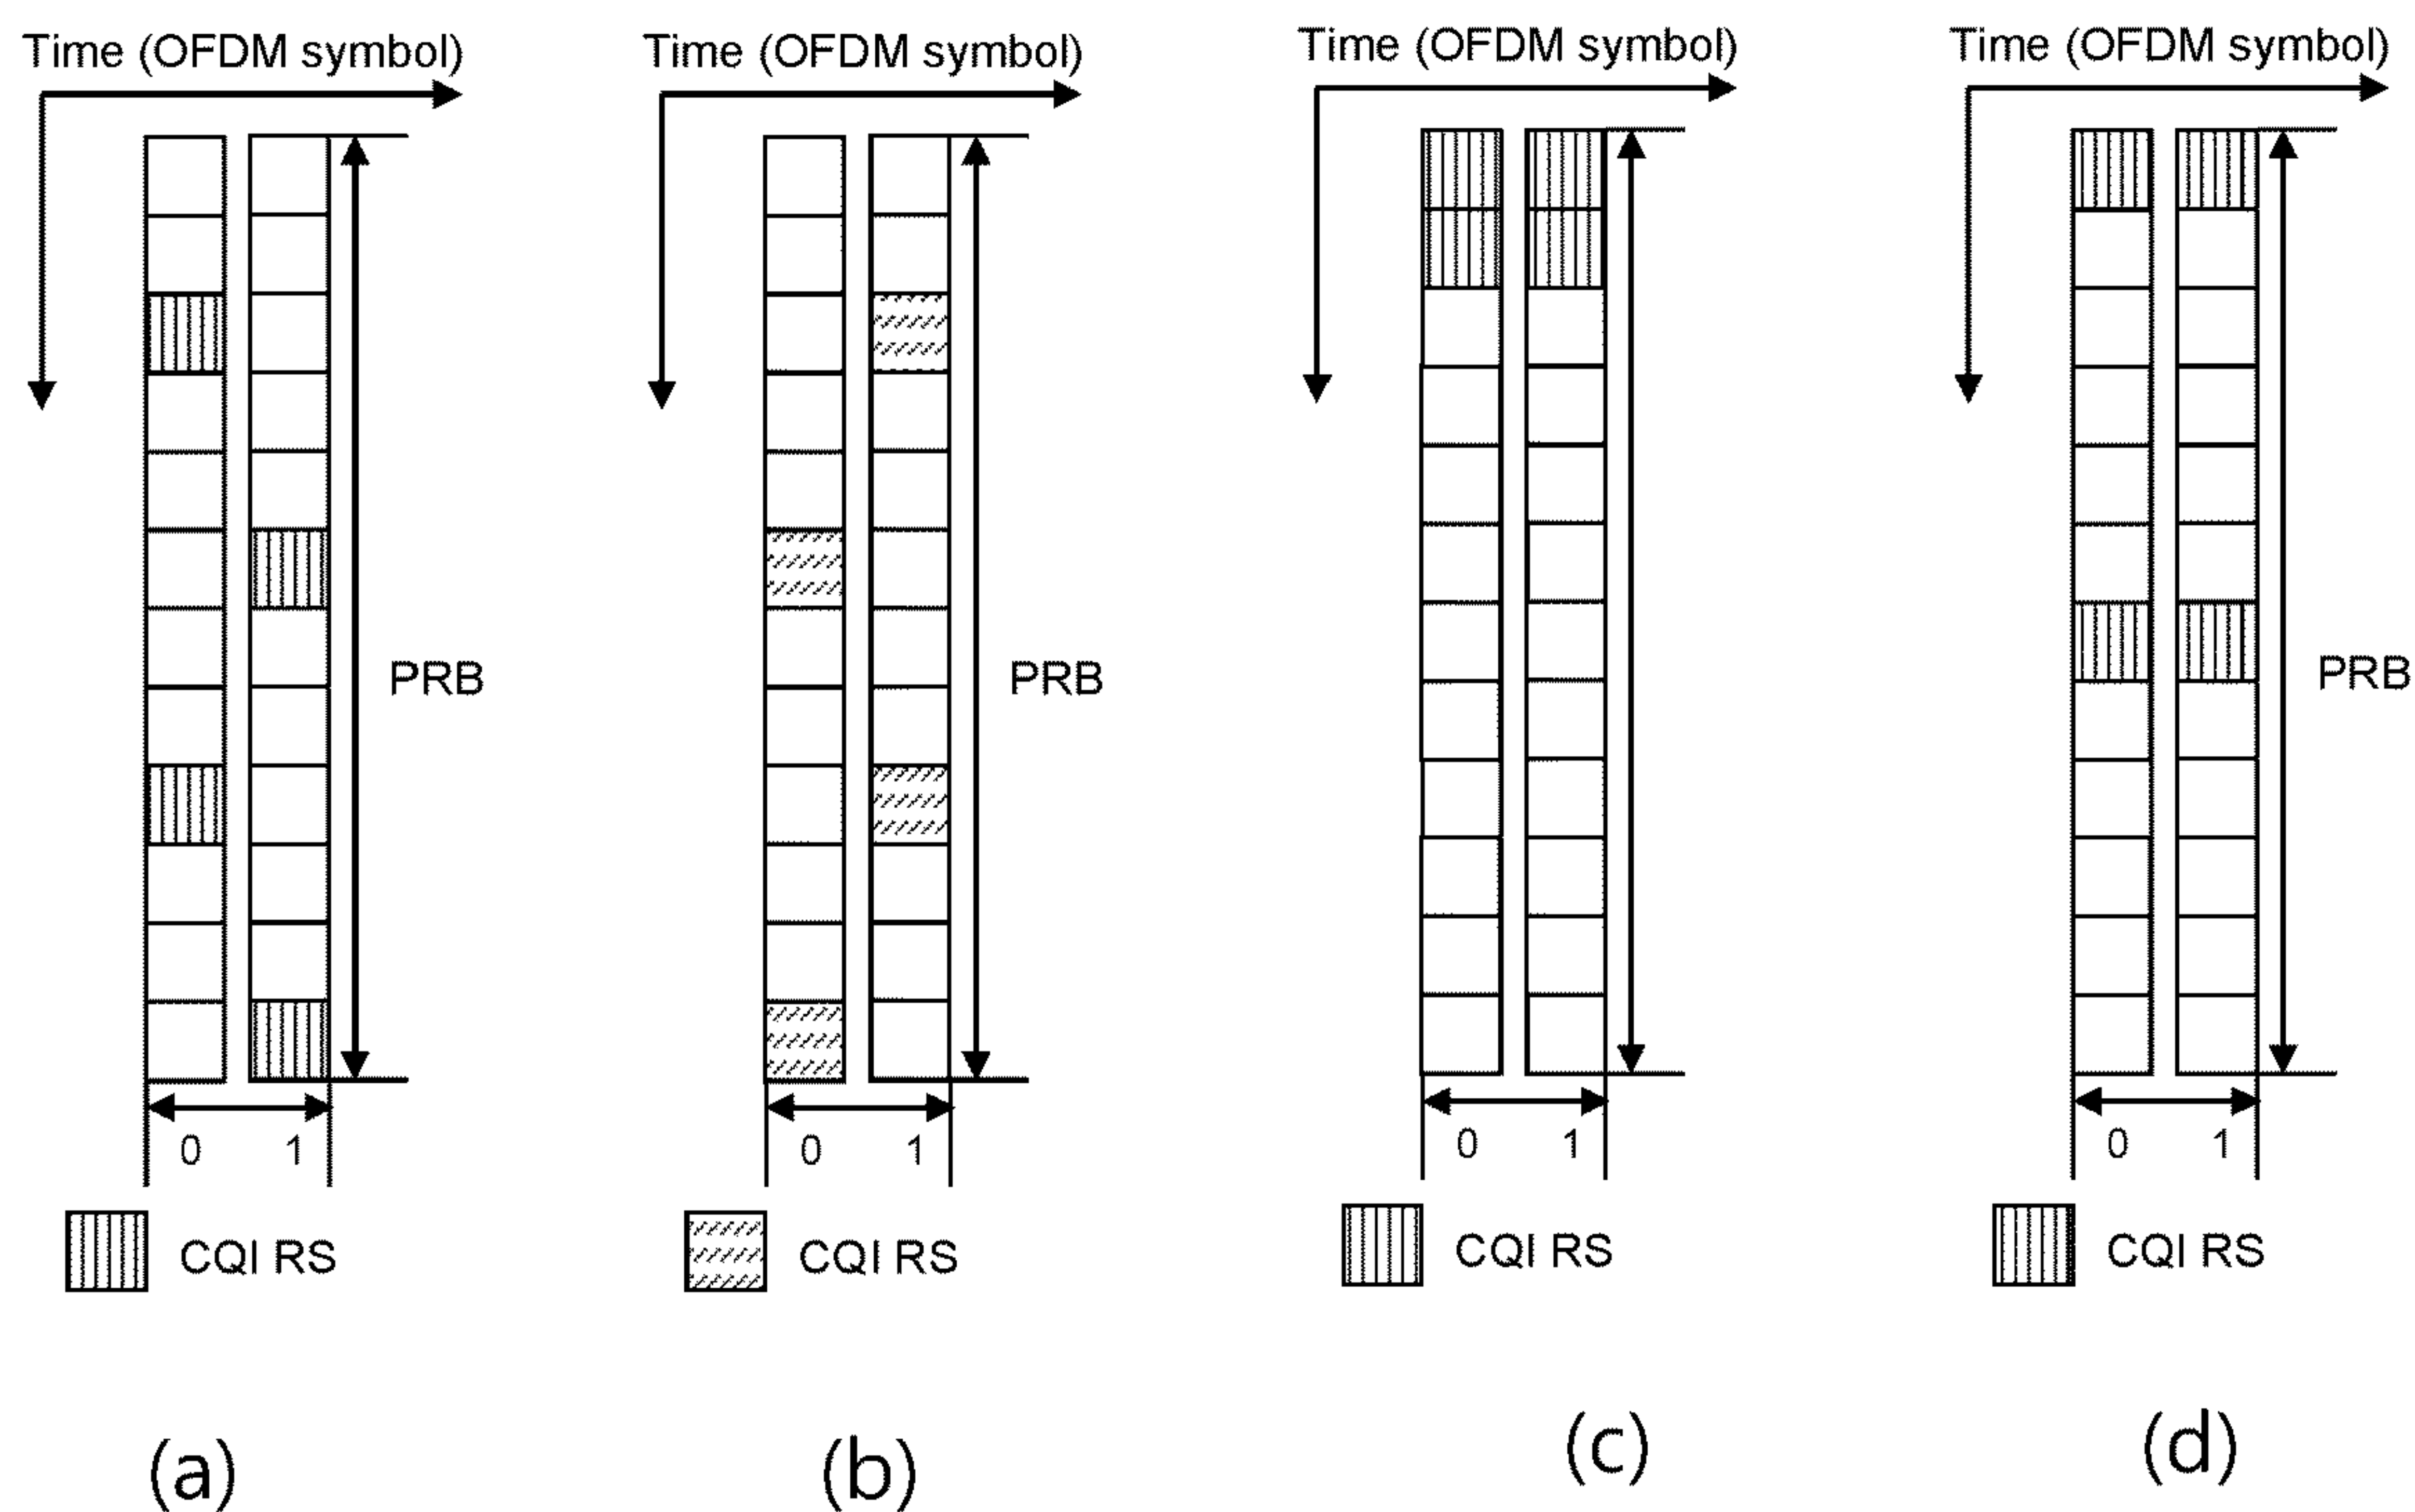 Time (OFDM symbol)
PRB
0 1
CQI RS
(a)
Time (OFDM symbol)
PRB
0 1
CQI RS
(b)
Time (OFDM symbol)
0 1
CQI RS
(c)
Time (OFDM symbol)
PRB
0 1
CQI RS
(d)